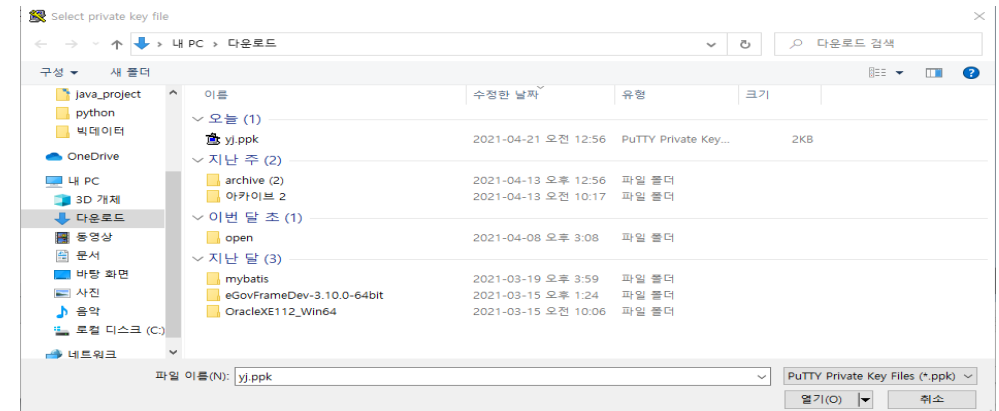 Select private key file
내 PC > 다운로드
다운로드 검색
구성 새 폴더
이름 수정한 날짜 유형 크기
java_project
python
빅데이터
OneDrive
내 PC
3D 개체
다운로드
동영상
문서
바탕 화면
사진
음악
로컬 디스크 (C:)
네트워크
오늘 (1)
yj.ppk 2021-04-21 오전 12:56 PuTTY Private Key... 2KB
지난 주 (2)
archive (2) 2021-04-13 오후 12:56 파일 폴더
아카이브 2 2021-04-13 오전 10:17 파일 폴더
이번 달 초 (1)
open 2021-04-08 오후 3:08 파일 폴더
지난 달 (3)
mybatis 2021-03-19 오후 3:59 파일 폴더
eGovFrameDev-3.10.0-64bit 2021-03-15 오후 1:24 파일 폴더
OracleXE112_Win64 2021-03-15 오전 10:06 파일 폴더
파일 이름(N): yj.ppk PuTTY Private Key Files (*.ppk)
열기(O) 취소